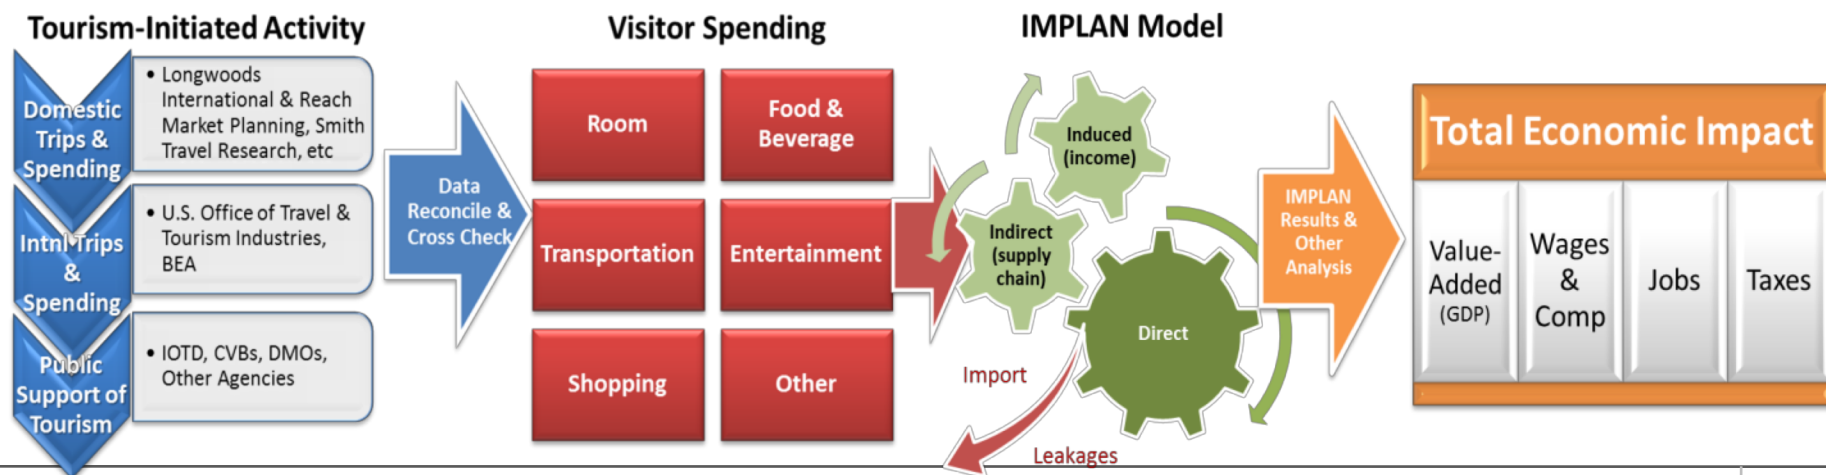 Tourism-Initiated Activity
Domestic
Trips &
Spending
• Longwoods
International & Reach
Market Planning, Smith
Travel Research, etc
Intnl Trips
&
Spending
• U.S. Office of Travel &
Tourism Industries,
BEA
Public
Support of
Tourism
• IOTD, CVBs, DMOs,
Other Agencies
Data
Reconcile &
Cross Check
Visitor Spending
Room
Food &
Beverage
Transportation
Entertainment
Shopping
Other
IMPLAN Model
Induced
(income)
Indirect
(supply
chain)
Direct
Import
Leakages
IMPLAN
Results &
Other
Analysis
Total Economic Impact
Value-
Added
(GDP)
Wages
&
Comp
Jobs
Taxes